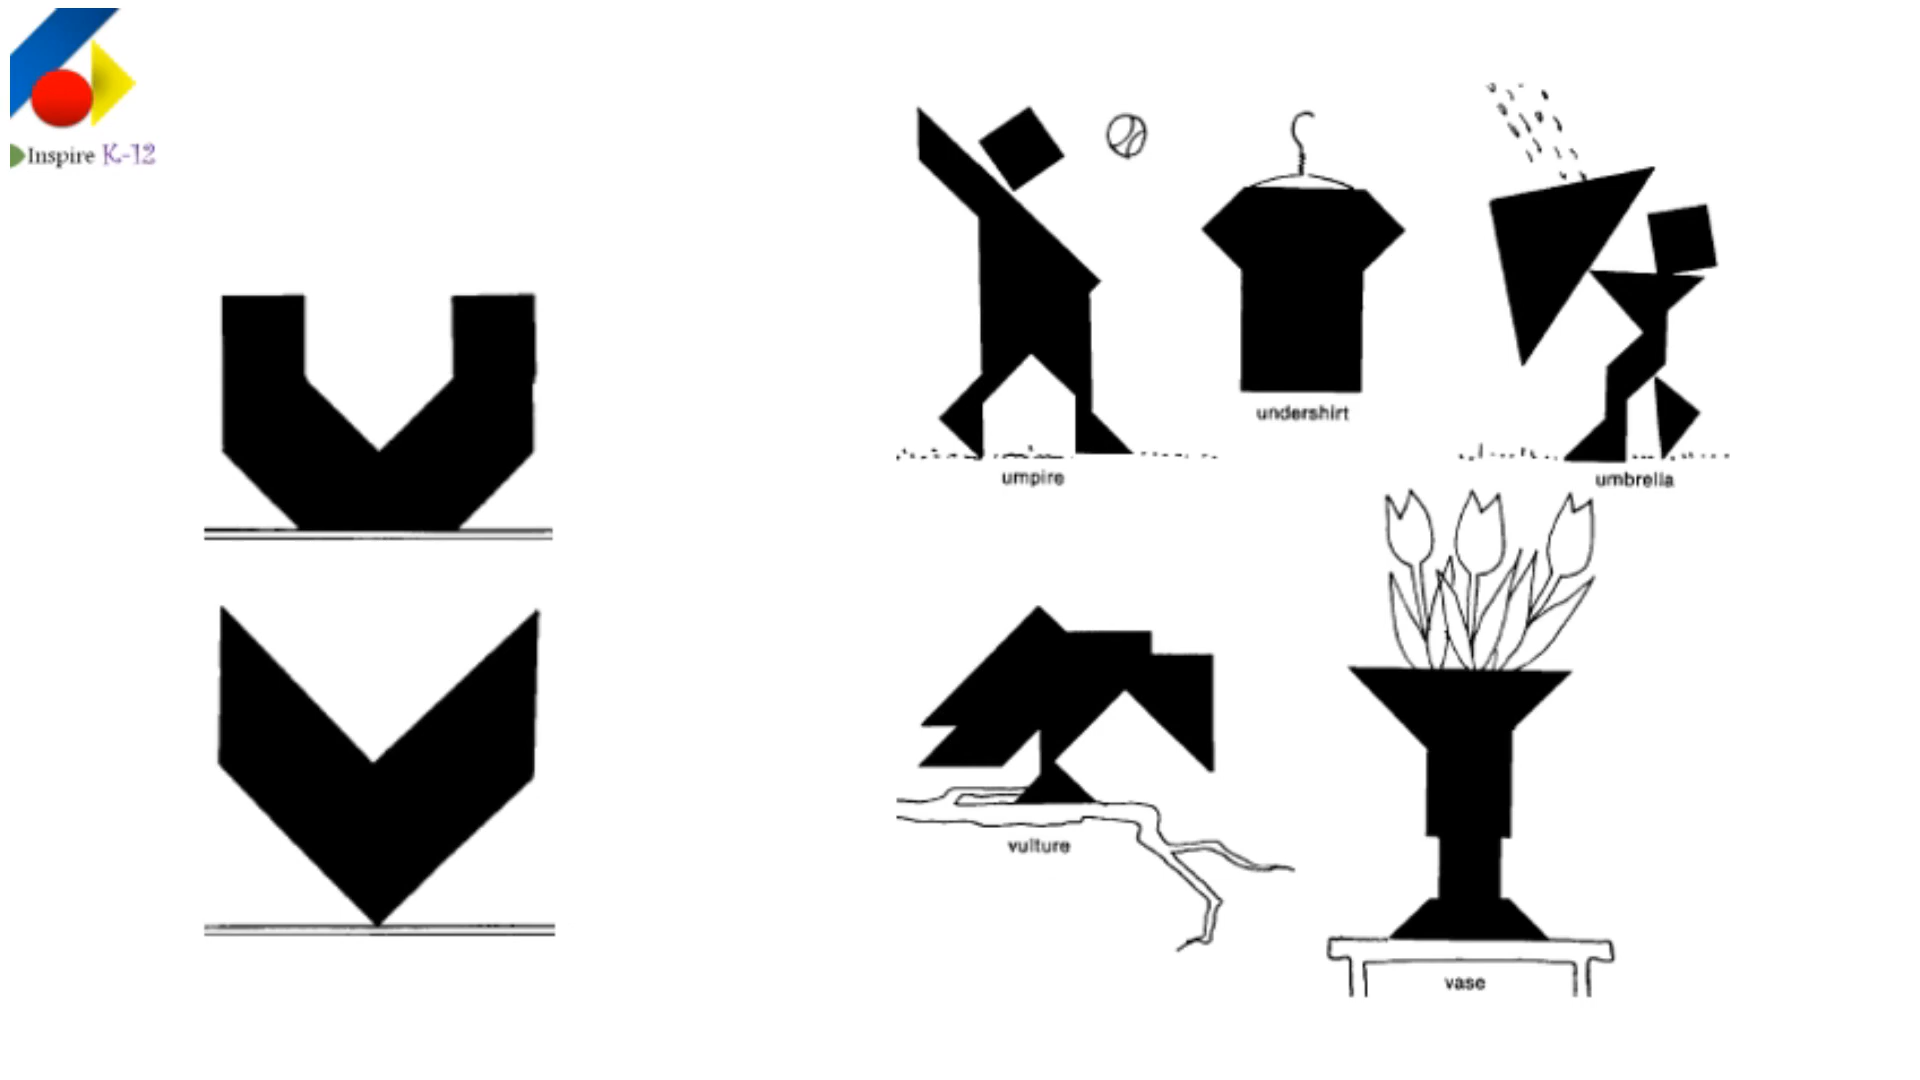 Inspire K-12
undershirt
umpire
umbrella
vulture
vase